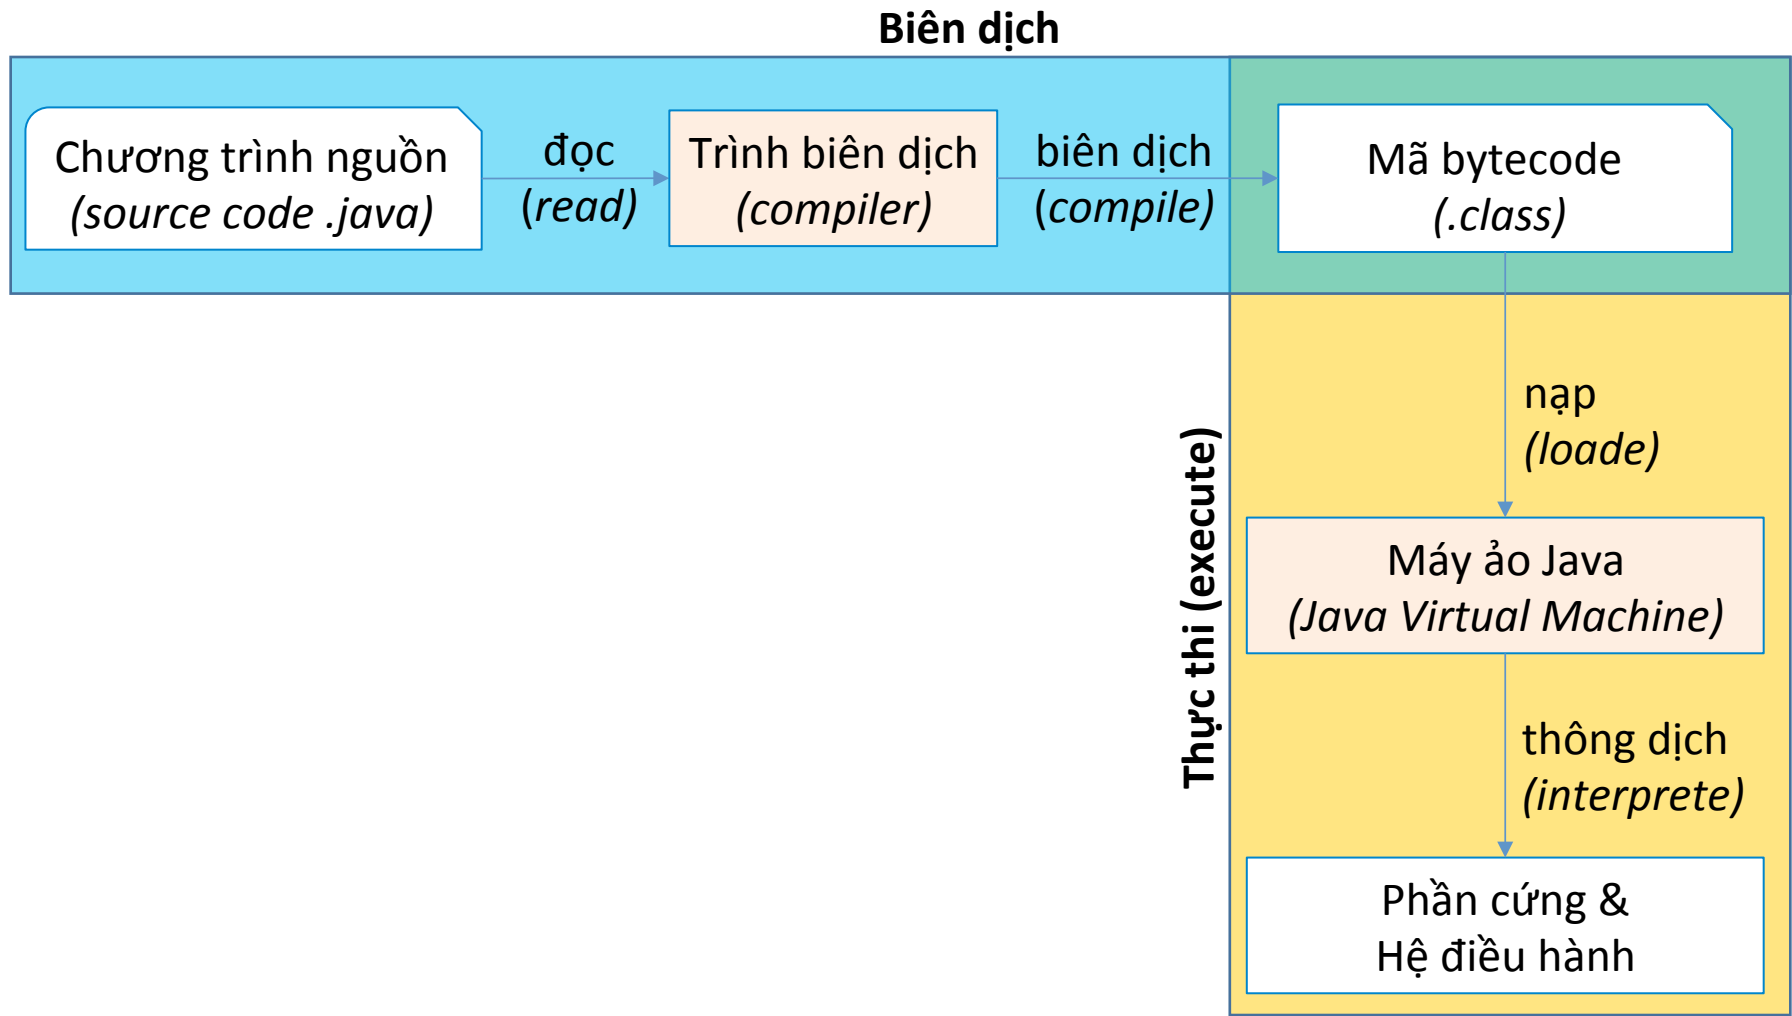 Biên dịch
Chương trình nguồn
(source code .java)
đọc
(read)
Trình biên dịch
(compiler)
biên dịch
(compile)
Mã bytecode
(.class)
nạp
(loade)
Thực thi (execute)
Máy ảo Java
(Java Virtual Machine)
thông dịch
(interprete)
Phần cứng &
Hệ điều hành